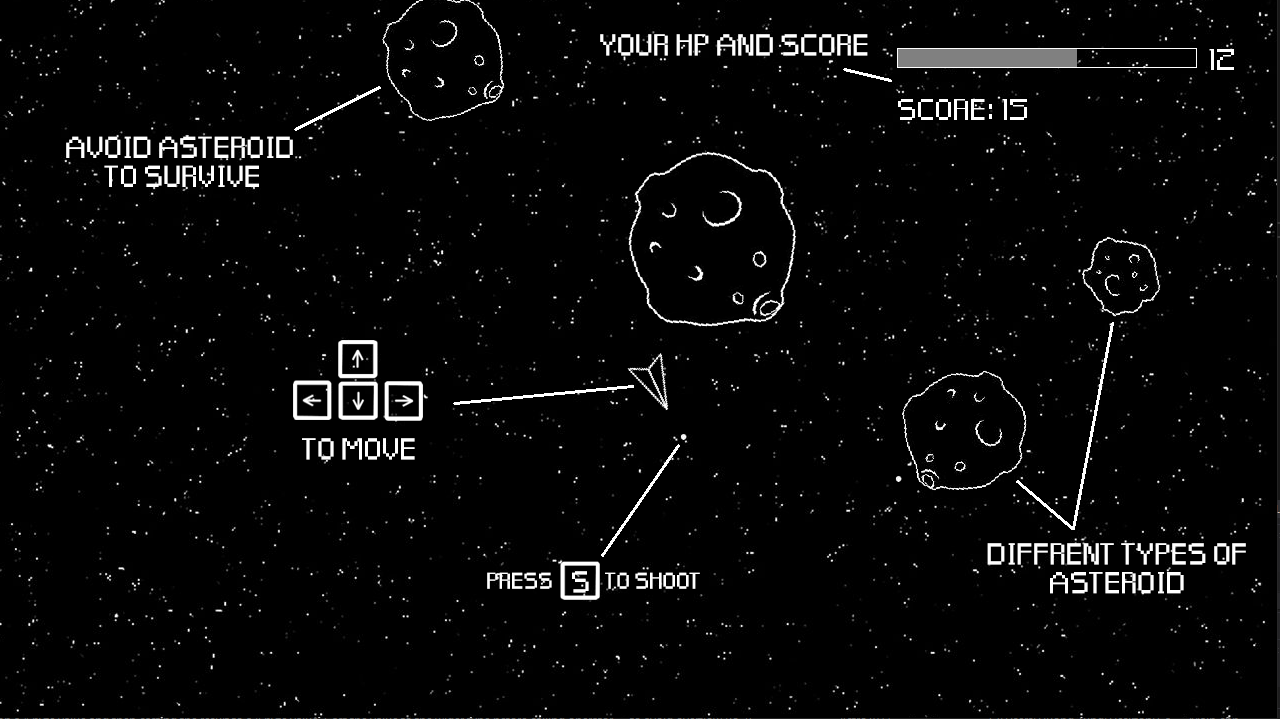 YOUR HP AND SCORE
12
SCORE: 15
AVOID ASTEROID
TO SURVIVE
↑
← ↓ →
TO MOVE
PRESS S TO SHOOT
DIFFRENT TYPES OF
ASTEROID